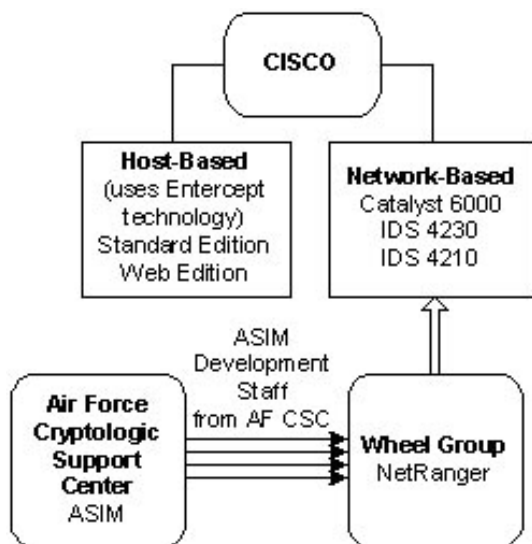 CISCO
Host-Based
(uses Entercept
technology)
Standard Edition
Web Edition
Network-Based
Catalyst 6000
IDS 4230
IDS 4210
ASIM
Development
Staff
from AF CSC
Air Force
Cryptologic
Support
Center
ASIM
Wheel Group
NetRanger